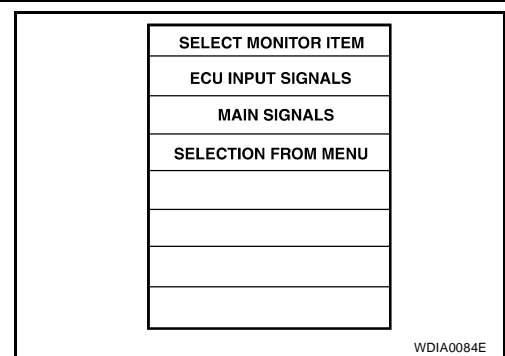 SELECT MONITOR ITEM
ECU INPUT SIGNALS
MAIN SIGNALS
SELECTION FROM MENU
WDIA0084E